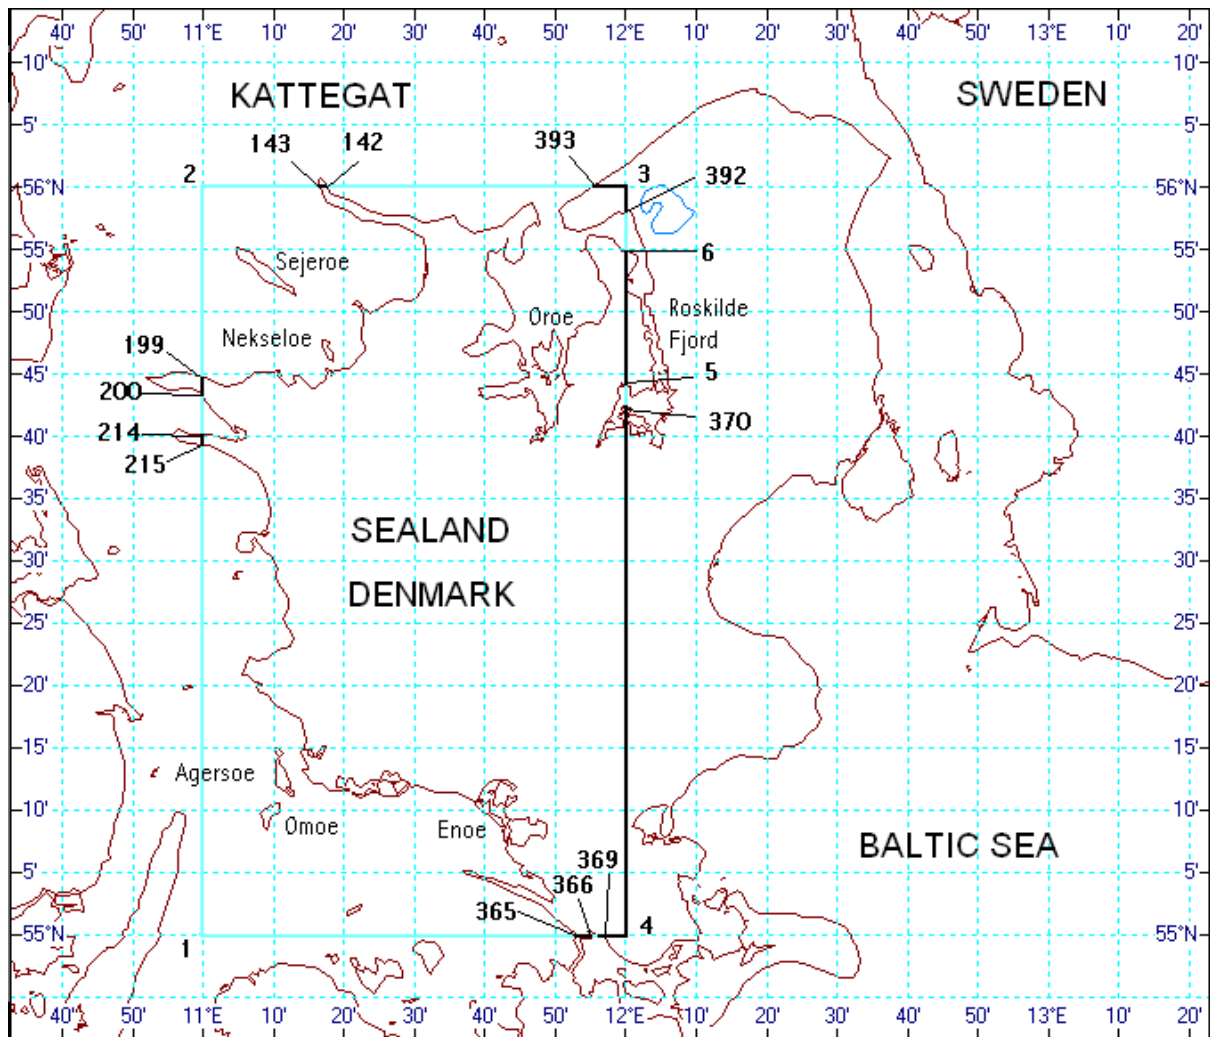 40' 50' 11°E 10' 20' 30' 40' 50' 12°E 10' 20' 30' 40' 50' 13°E 10' 20'
10' 10'
KATTEGAT SWEDEN
5' 5'
143 142 393
2 3 392
56°N 56°N
55' 6 55'
Sejeroe
50' Oroe Roskilde 50'
Nekseloe Fjord
199
45' 5 45'
200
214 370
40' 40'
215
35' 35'
SEALAND
30' 30'
DENMARK
25' 25'
20' 20'
15' 15'
Agersoe
10' 10'
Omoe Enoe
BALTIC SEA
369
5' 366 5'
365
55°N 4 55°N
1
40' 50' 11°E 10' 20' 30' 40' 50' 12°E 10' 20' 30' 40' 50' 13°E 10' 20'